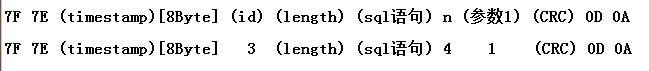 7F 7E (timestamp)[8Byte] (id) (length) (sql语句) n (参数1) (CRC) 0D 0A
7F 7E (timestamp)[8Byte] 3 (length) (sql语句) 4 1 (CRC) 0D 0A